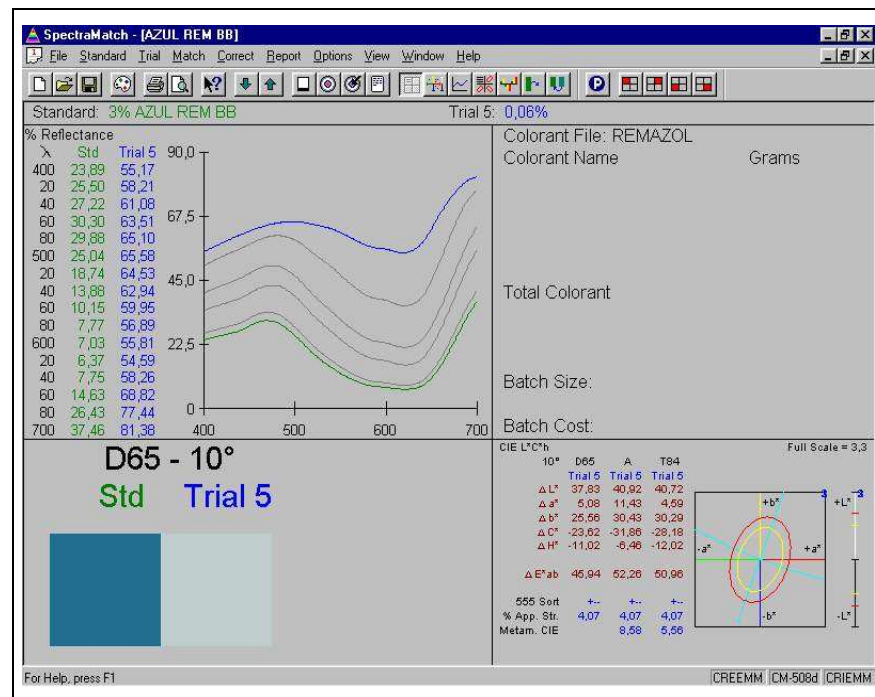 SpectraMatch - [AZUL REM BB]
File Standard Trial Match Correct Report Options View Window Help
Standard: 3% AZUL REM BB Trial 5: 0,06%
% Reflectance
λ Std Trial 5
400 23,89 55,17
20 25,50 58,21
40 27,22 61,08
60 30,30 63,51
80 29,88 65,10
500 25,04 65,58
20 18,74 64,53
40 13,88 62,94
60 10,15 59,95
80 7,77 56,89
600 7,03 55,81
20 6,37 54,59
40 7,75 58,26
60 14,63 68,82
80 26,43 77,44
700 37,46 81,38
90,0
67,5
45,0
22,5
0
400 500 600 700
Colorant File: REMAZOL
Colorant Name Grams
Total Colorant
Batch Size:
Batch Cost:
D65 - 10°
Std Trial 5
CIE L*C*h Full Scale = 3,3
10° D65 A T84
Trial 5 Trial 5 Trial 5
ΔL* 37,83 40,92 40,72
Δa* 5,08 11,43 4,59
Δb* 25,56 30,43 30,29
ΔC* -23,62 -31,86 -28,18
ΔH* -11,02 -6,46 -12,02
ΔE*ab 45,94 52,26 50,96
555 Sort +-- +-- +--
% App. Str. 4,07 4,07 4,07
Metam. CIE 8,58 5,56
+b* +L*
-a* +a*
-b* -L*
For Help, press F1 CREEMM CM-508d CRIEMM